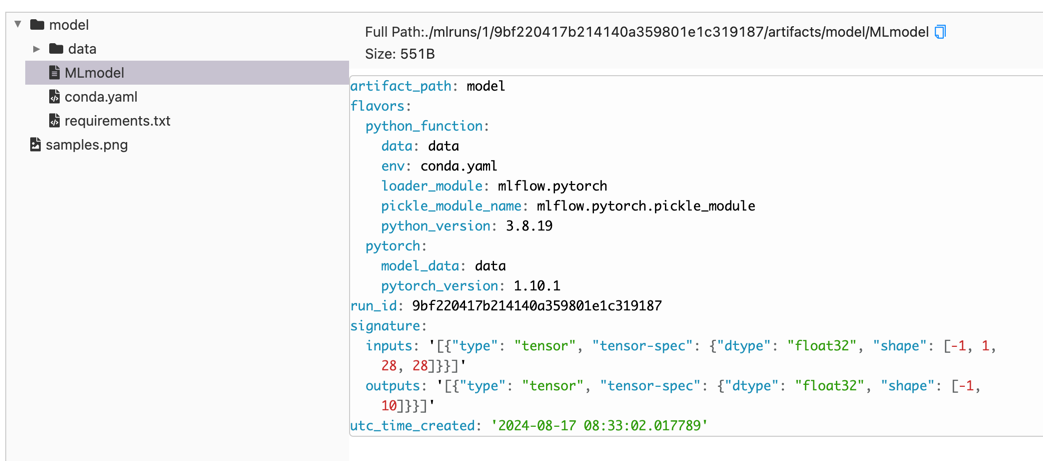 model
data
MLmodel
conda.yaml
requirements.txt
samples.png
Full Path:./mlruns/1/9bf220417b214140a359801e1c319187/artifacts/model/MLmodel
Size: 551B
artifact_path: model
flavors:
  python_function:
    data: data
    env: conda.yaml
    loader_module: mlflow.pytorch
    pickle_module_name: mlflow.pytorch.pickle_module
    python_version: 3.8.19
  pytorch:
    model_data: data
    pytorch_version: 1.10.1
run_id: 9bf220417b214140a359801e1c319187
signature:
  inputs: '[{"type": "tensor", "tensor-spec": {"dtype": "float32", "shape": [-1, 1,
    28, 28]}}]'
  outputs: '[{"type": "tensor", "tensor-spec": {"dtype": "float32", "shape": [-1,
    10]}}]'
utc_time_created: '2024-08-17 08:33:02.017789'